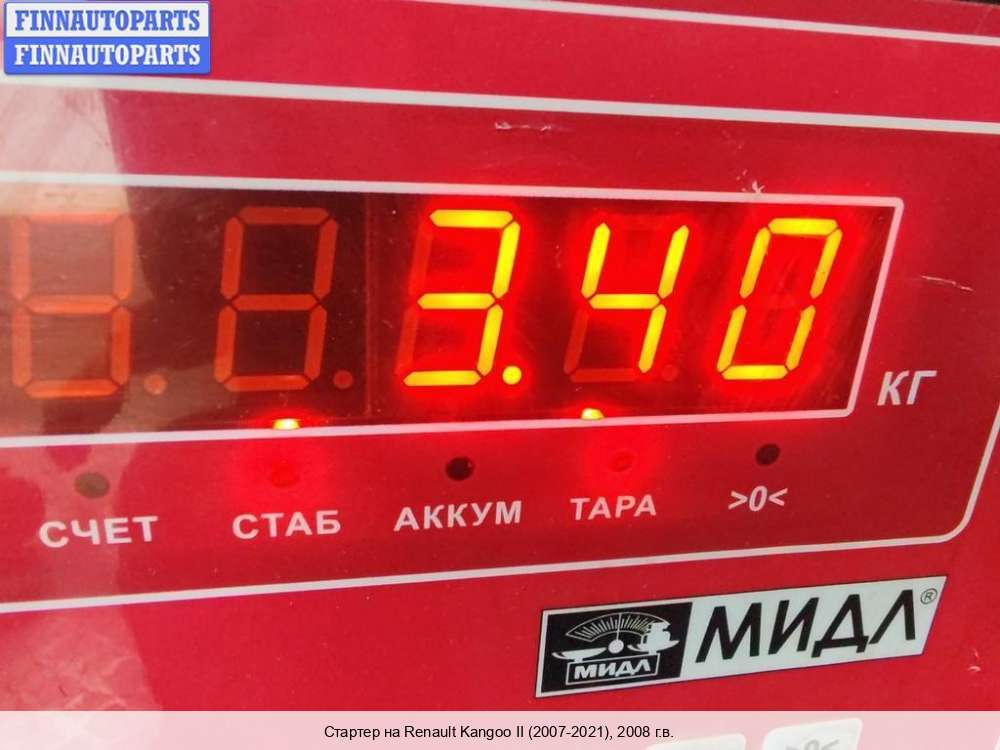 FINNAUTOPARTS
FINNAUTOPARTS
3.40
КГ
СЧЕТ СТАБ АККУМ ТАРА >0<
МИДЛ МИДЛ®
Стартер на Renault Kangoo II (2007-2021), 2008 г.в.